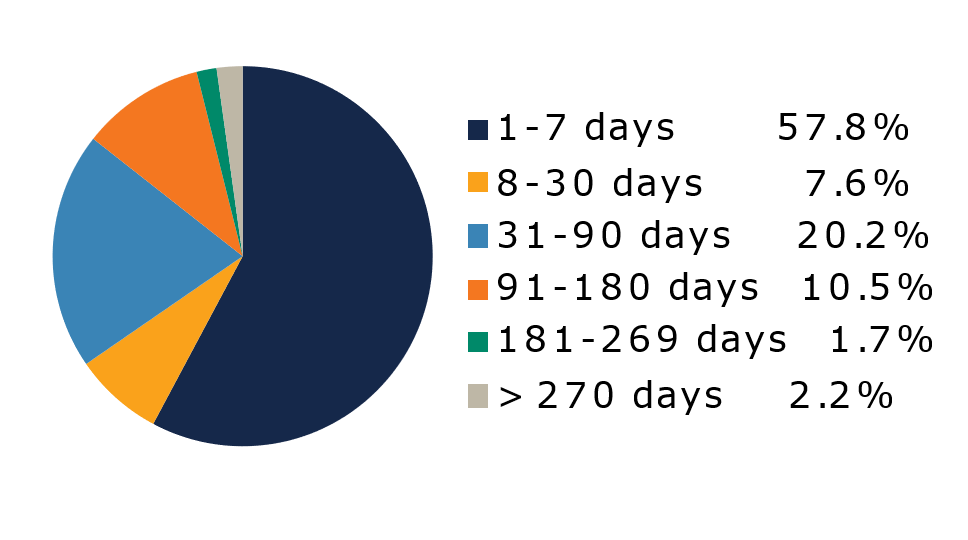 1-7 days 57.8%
8-30 days 7.6%
31-90 days 20.2%
91-180 days 10.5%
181-269 days 1.7%
> 270 days 2.2%